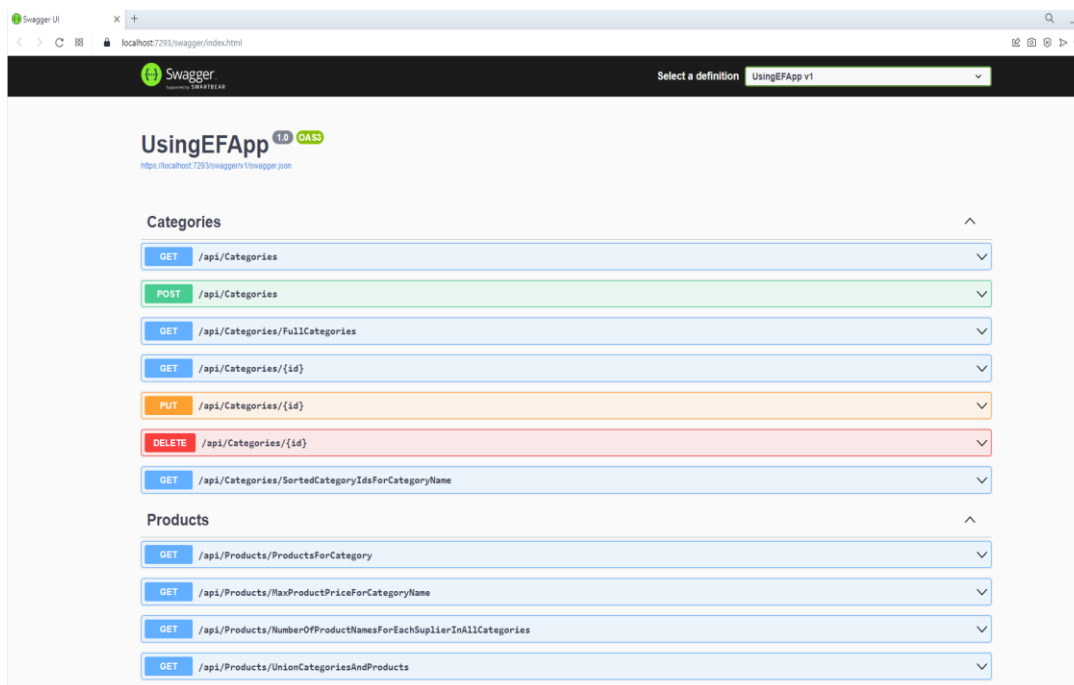 Swagger UI
localhost:7293/swagger/index.html
Swagger.
Supported by SMARTBEAR
Select a definition
UsingEFApp v1
UsingEFApp 1.0 OAS3
https://localhost:7293/swagger/v1/swagger.json
Categories
GET /api/Categories
POST /api/Categories
GET /api/Categories/FullCategories
GET /api/Categories/{id}
PUT /api/Categories/{id}
DELETE /api/Categories/{id}
GET /api/Categories/SortedCategoryIdsForCategoryName
Products
GET /api/Products/ProductsForCategory
GET /api/Products/MaxProductPriceForCategoryName
GET /api/Products/NumberOfProductNamesForEachSuplierInAllCategories
GET /api/Products/UnionCategoriesAndProducts